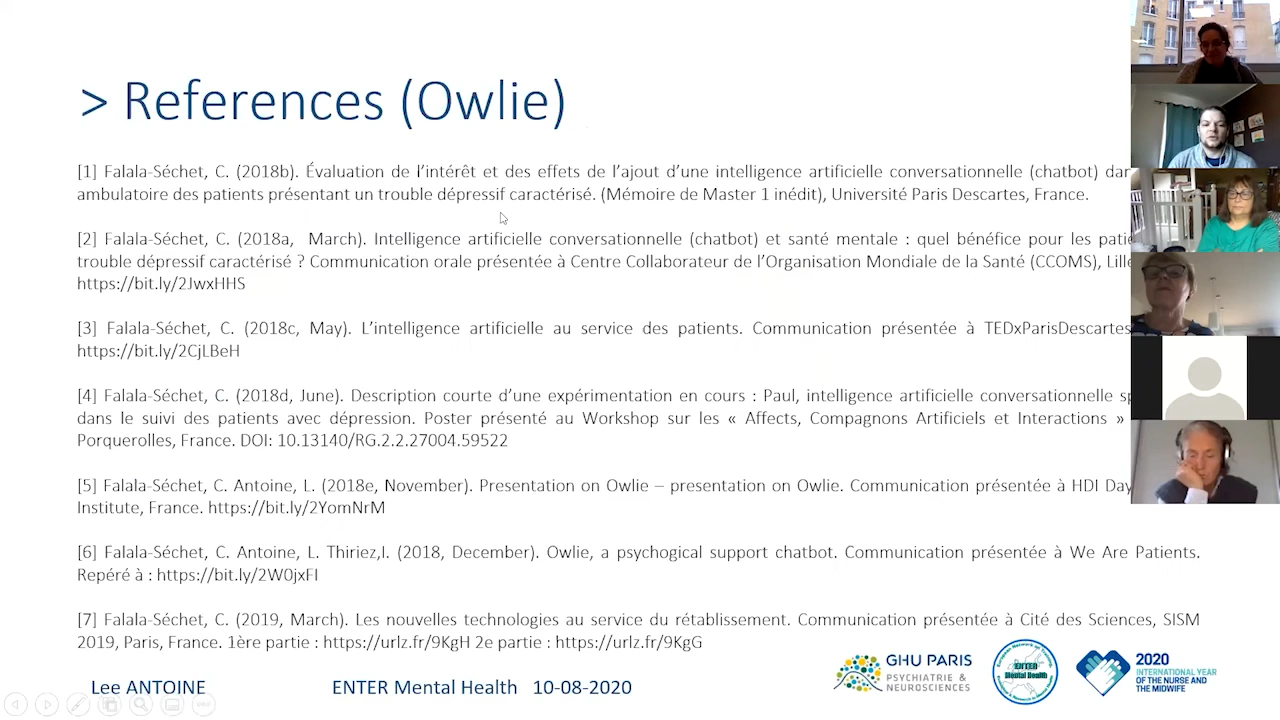 > References (Owlie)
[1] Falala-Séchet, C. (2018b). Évaluation de l’intérêt et des effets de l’ajout d’une intelligence artificielle conversationnelle (chatbot)
ambulatoire des patients présentant un trouble dépressif caractérisé. (Mémoire de Master 1 inédit), Université Paris Descartes, France.
[2] Falala-Séchet, C. (2018a, March). Intelligence artificielle conversationnelle (chatbot) et santé mentale : quel bénéfice pour les
trouble dépressif caractérisé ? Communication orale présentée à Centre Collaborateur de l’Organisation Mondiale de la Santé (CCOMS), Lille
https://bit.ly/2JwxHHS
[3] Falala-Séchet, C. (2018c, May). L’intelligence artificielle au service des patients. Communication présentée à TEDxParisDescartes
https://bit.ly/2CjLBeH
[4] Falala-Séchet, C. (2018d, June). Description courte d’une expérimentation en cours : Paul, intelligence artificielle conversationnelle
dans le suivi des patients avec dépression. Poster présenté au Workshop sur les « Affects, Compagnons Artificiels et Interactions »
Porquerolles, France. DOI: 10.13140/RG.2.2.27004.59522
[5] Falala-Séchet, C. Antoine, L. (2018e, November). Presentation on Owlie – presentation on Owlie. Communication présentée à HDI Day
Institute, France. https://bit.ly/2YomNrM
[6] Falala-Séchet, C. Antoine, L. Thiriez,I. (2018, December). Owlie, a psychogical support chatbot. Communication présentée à We Are Patients.
Repéré à : https://bit.ly/2W0jxFI
[7] Falala-Séchet, C. (2019, March). Les nouvelles technologies au service du rétablissement. Communication présentée à Cité des Sciences, SISM
2019, Paris, France. 1ère partie : https://urlz.fr/9KgH 2e partie : https://urlz.fr/9KgG
Lee ANTOINE ENTER Mental Health 10-08-2020
GHU PARIS
PSYCHIATRIE &
NEUROSCIENCES
ENTER
Mental Health
2020
INTERNATIONAL YEAR
OF THE NURSE AND
THE MIDWIFE